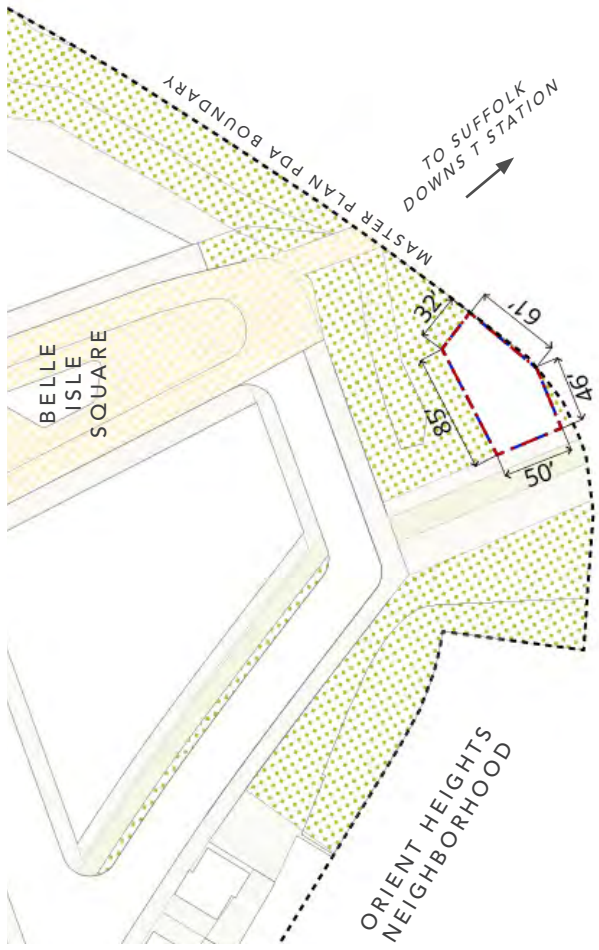 MASTER PLAN PDA BOUNDARY
TO SUFFOLK
DOWNS T STATION
BELLE
ISLE
SQUARE
32'
61'
85'
46'
50'
ORIENT HEIGHTS
NEIGHBORHOOD